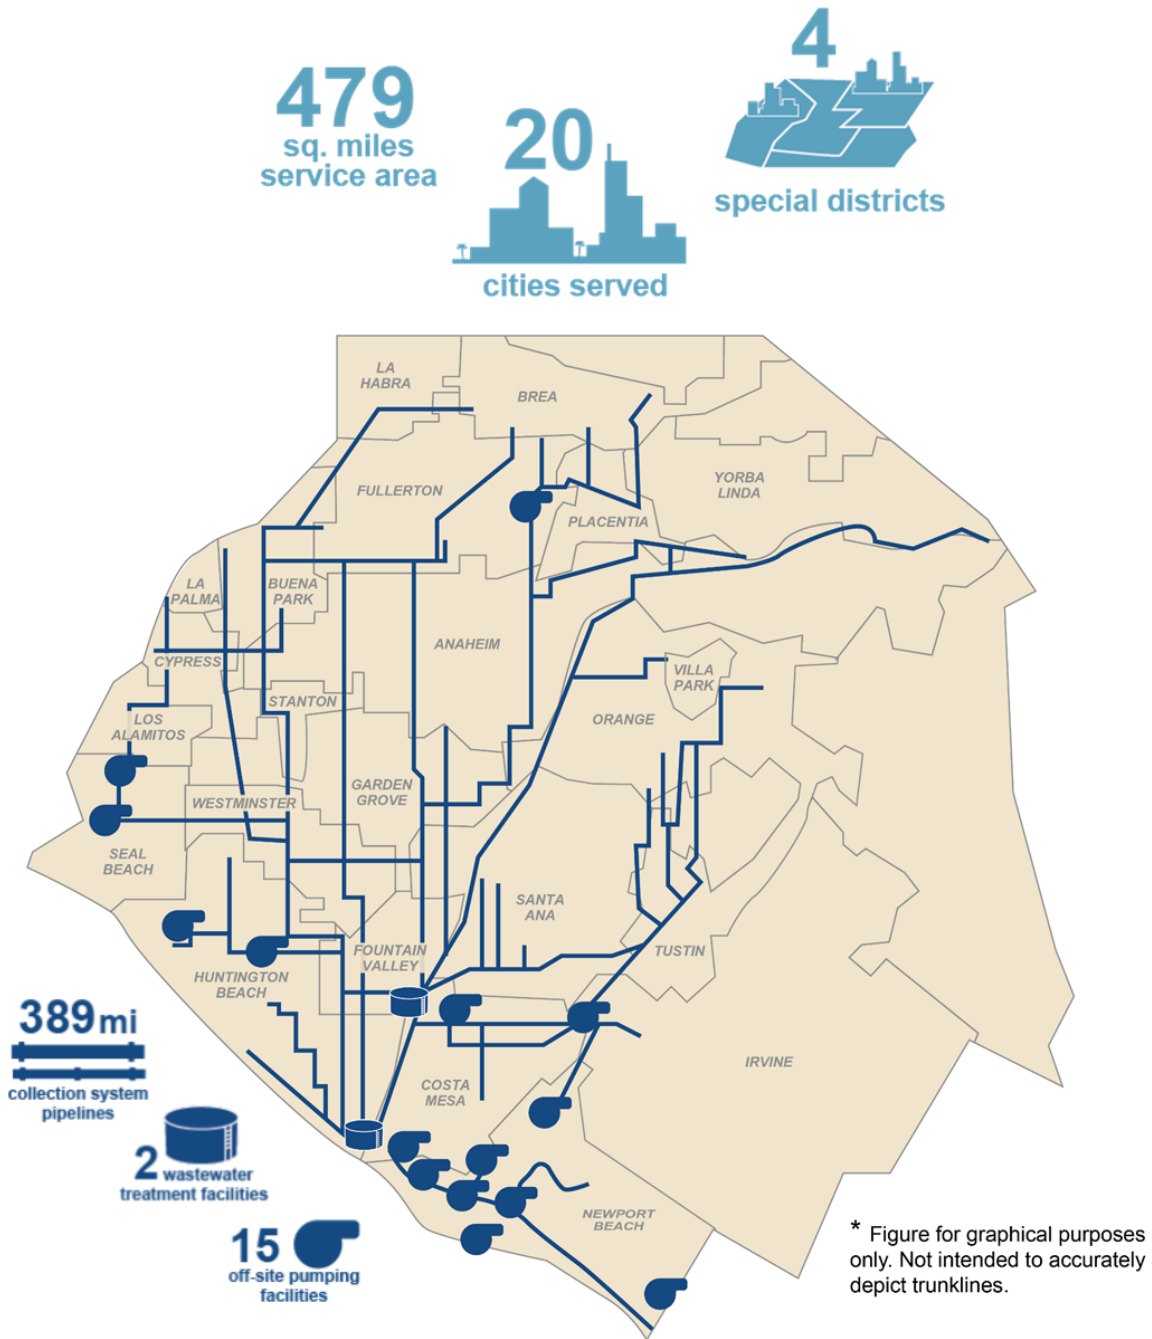 479
sq. miles
service area
20
cities served
4
special districts
LA
HABRA
BREA
FULLERTON
YORBA
LINDA
PLACENTIA
LA
PALMA
BUENA
PARK
ANAHEIM
CYPRESS
VILLA
PARK
STANTON
LOS
ALAMITOS
ORANGE
GARDEN
GROVE
WESTMINSTER
SEAL
BEACH
SANTA
ANA
FOUNTAIN
VALLEY
TUSTIN
HUNTINGTON
BEACH
IRVINE
COSTA
MESA
NEWPORT
BEACH
389 mi
collection system
pipelines
2 wastewater
treatment facilities
15
off-site pumping
facilities
* Figure for graphical purposes
only. Not intended to accurately
depict trunklines.